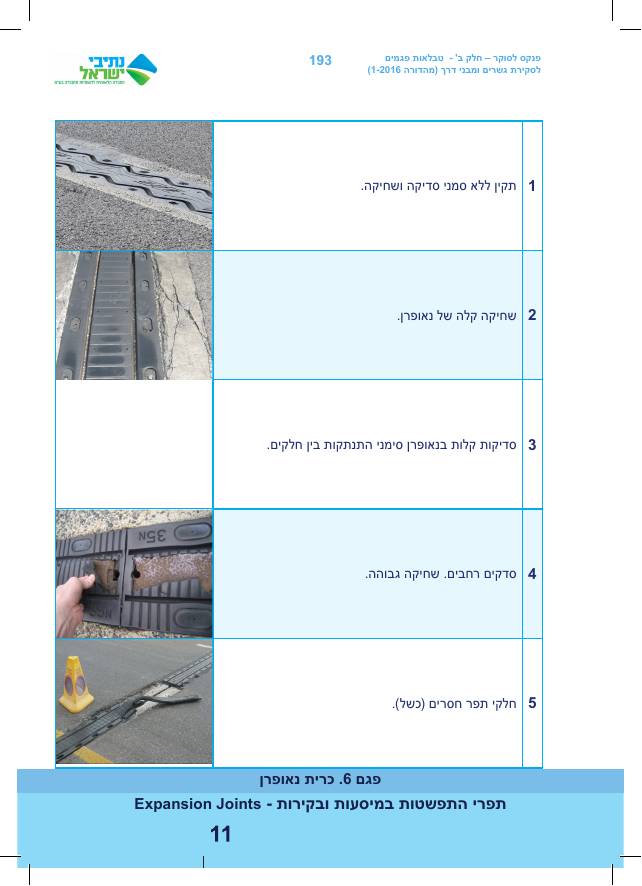 פנקס לסוקר – חלק ב' - טבלאות פגמים
לסקירת גשרים ומבני דרך (מהדורה 1-2016)
193
נתיבי
ישראל
1
תקין ללא סמני סדיקה ושחיקה.
2
שחיקה קלה של נאופרן.
3
סדיקות קלות בנאופרן סימני התנתקות בין חלקים.
4
סדקים רחבים. שחיקה גבוהה.
35N
5
חלקי תפר חסרים (כשל).
פגם 6. כרית נאופרן
תפרי התפשטות במיסעות ובקירות - Expansion Joints
11